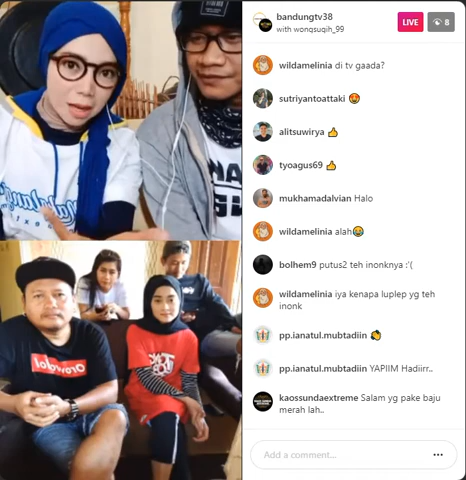 bandungtv38
with wonqsuqih_99
LIVE
8
wildamelinia di tv gaada?
sutriyantoattaki 😍
alitsuwirya 👍
tyoagus69 👍
mukhamadalvian Halo
wildamelinia alah😂
bolhem9 putus2 teh inonknya :'(
wildamelinia iya kenapa luplep yg teh
inonk
pp.ianatul.mubtadiin 👏
pp.ianatul.mubtadiin YAPIIM Hadiirr..
kaossundaextreme Salam yg pake baju
merah lah..
Add a comment...